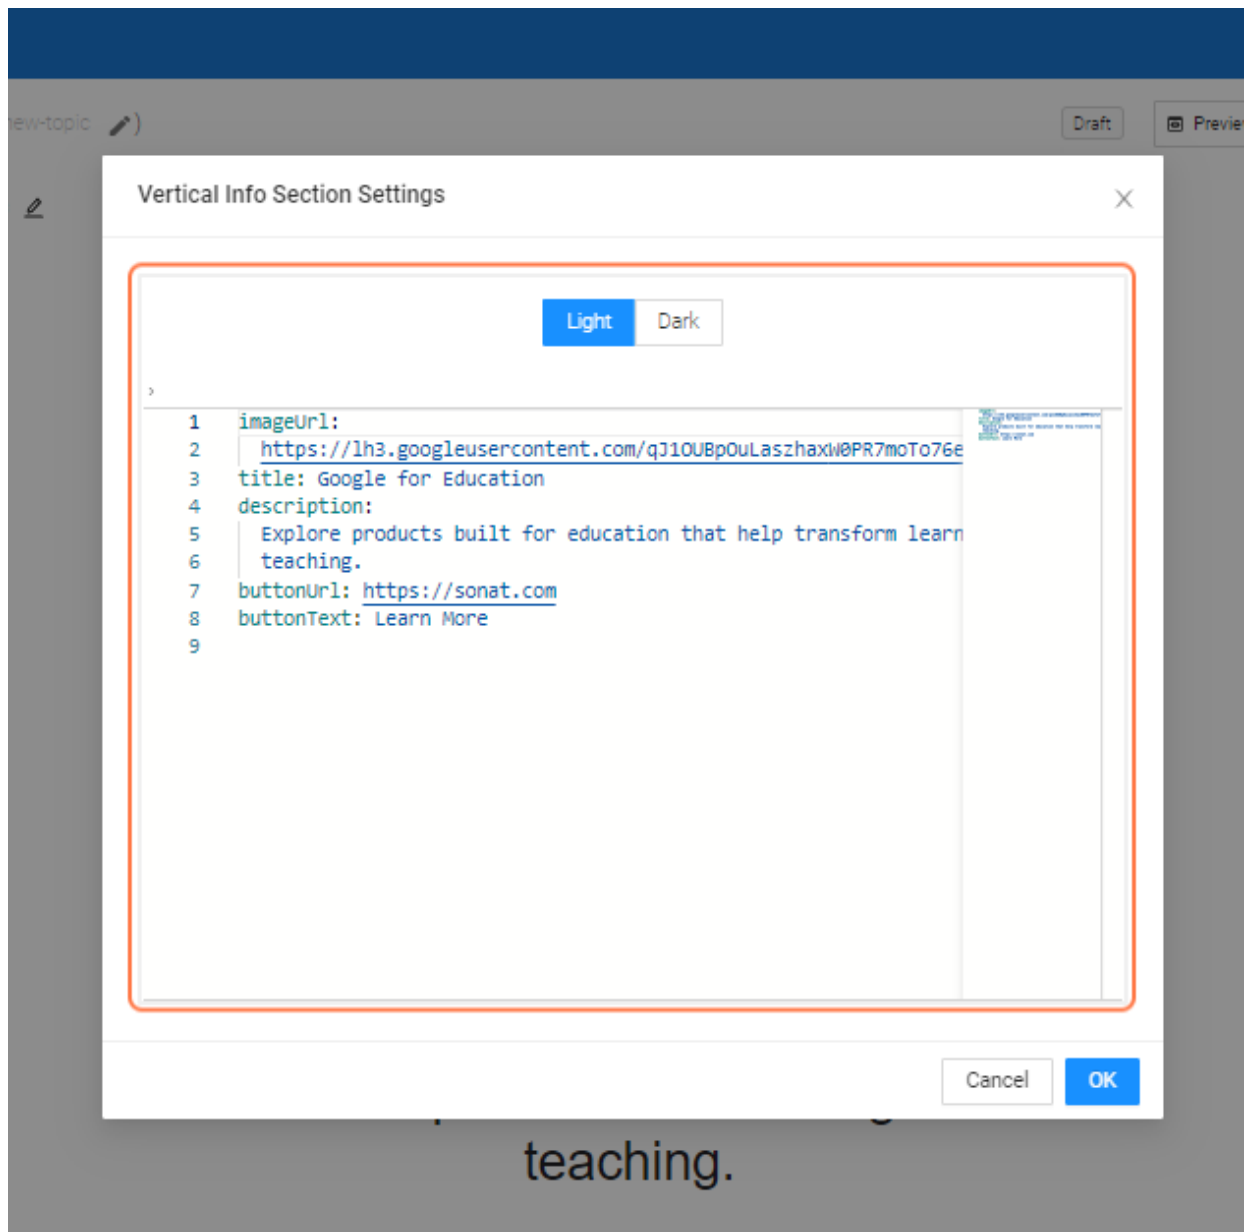 new-topic )
Draft
Preview
Vertical Info Section Settings
Light Dark
1 imageUrl:
2 https://lh3.googleusercontent.com/qJ1OUBpOuLaszhaxW0PR7moTo76e
3 title: Google for Education
4 description:
5 Explore products built for education that help transform learn
6 teaching.
7 buttonUrl: https://sonat.com
8 buttonText: Learn More
9
Cancel OK
teaching.